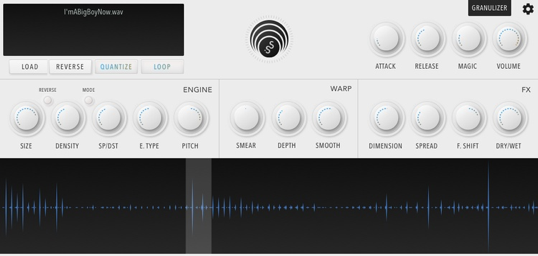 GRANULIZER
I'mABigBoyNow.wav
LOAD REVERSE QUANTIZE LOOP
ATTACK RELEASE MAGIC VOLUME
REVERSE MODE ENGINE
SIZE DENSITY SP/DST E. TYPE PITCH
WARP
SMEAR DEPTH SMOOTH
FX
DIMENSION SPREAD F. SHIFT DRY/WET